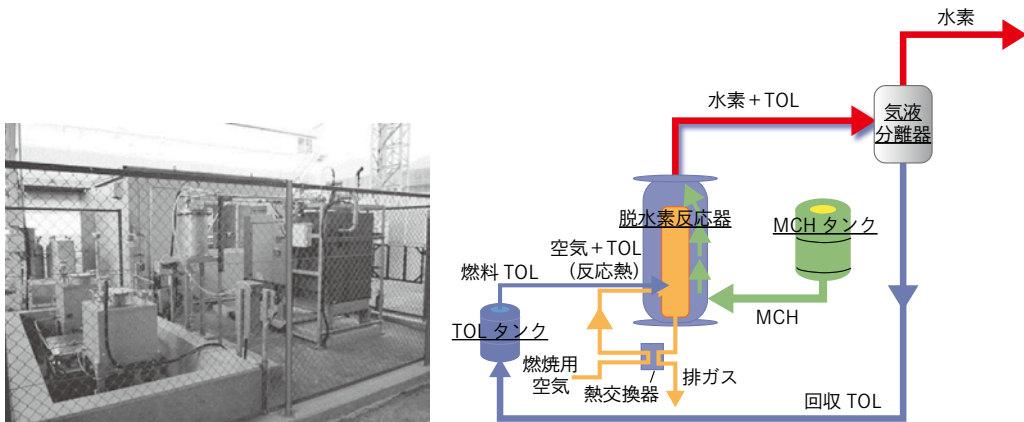 水素
水素＋TOL
気液
分離器
脱水素反応器
MCH タンク
空気＋TOL
（反応熱）
燃料 TOL
MCH
TOL タンク
燃焼用
空気
熱交換器
排ガス
回収 TOL